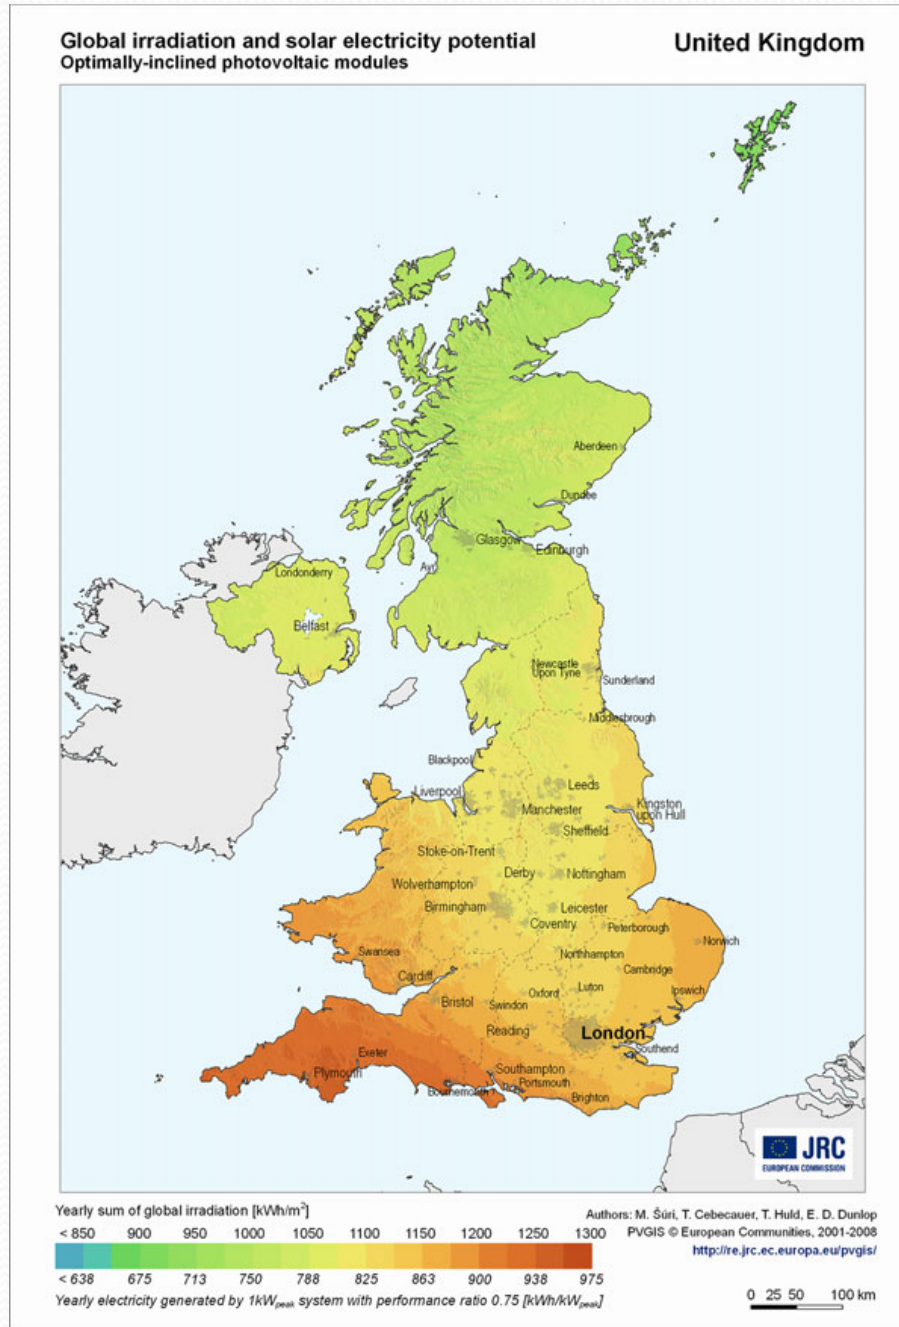 Global irradiation and solar electricity potential
Optimally-inclined photovoltaic modules
United Kingdom
Aberdeen
Dundee
Glasgow
Edinburgh
Ayr
Londonderry
Belfast
Newcastle
Upon Tyne
Sunderland
Middlesbrough
Blackpool
Leeds
Liverpool
Manchester
Kingston
upon Hull
Sheffield
Stoke-on-Trent
Derby
Nottingham
Wolverhampton
Birmingham
Leicester
Coventry
Peterborough
Norwich
Swansea
Northhampton
Cardiff
Cambridge
Luton
Ipswich
Oxford
Bristol
Swindon
Reading
London
Southend
Exeter
Plymouth
Southampton
Portsmouth
Bournemouth
Brighton
JRC
EUROPEAN COMMISSION
Yearly sum of global irradiation [kWh/m²]
< 850 900 950 1000 1050 1100 1150 1200 1250 1300
< 638 675 713 750 788 825 863 900 938 975
Yearly electricity generated by 1kWpeak system with performance ratio 0.75 [kWh/kWpeak]
Authors: M. Šúri, T. Cebecauer, T. Huld, E. D. Dunlop
PVGIS © European Communities, 2001-2008
http://re.jrc.ec.europa.eu/pvgis/
0 25 50 100 km